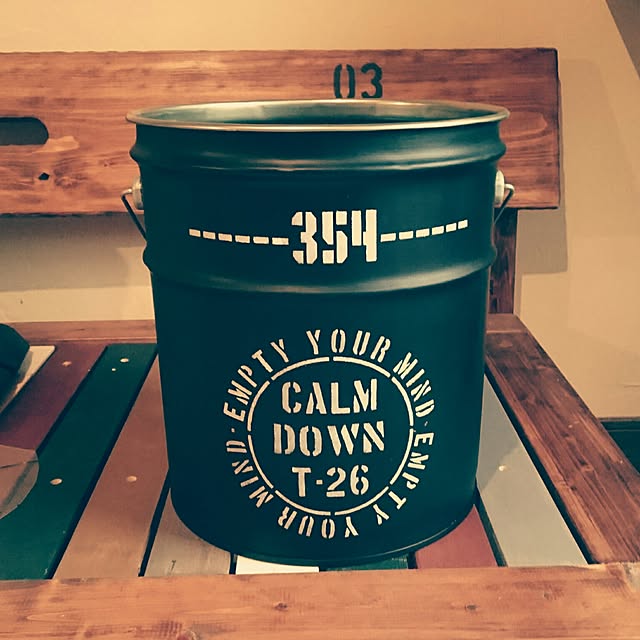 03
------354------
EMPTY YOUR MIND · EMPTY YOUR MIND ·
CALM
DOWN
T-26